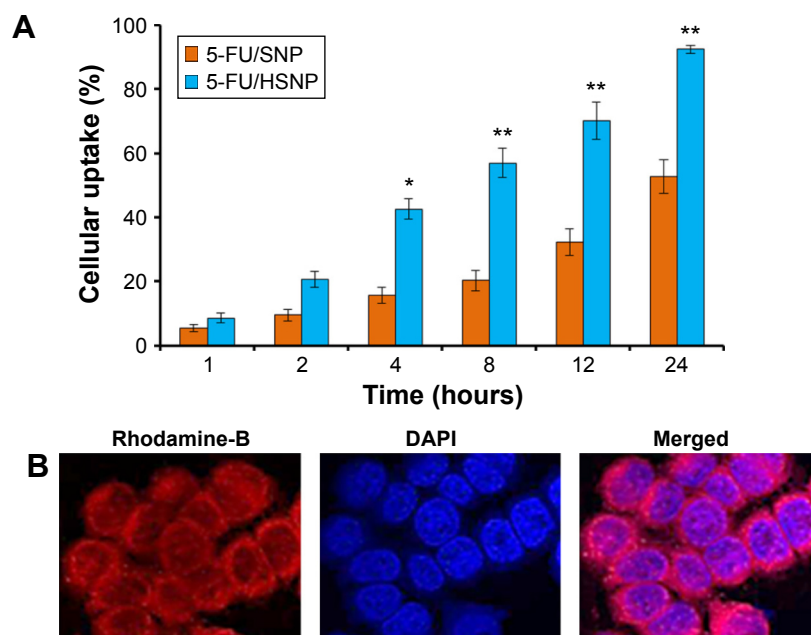 A
100
80
60
40
20
0
Cellular uptake (%)
5-FU/SNP
5-FU/HSNP
*
**
**
**
1 2 4 8 12 24
Time (hours)
B
Rhodamine-B DAPI Merged